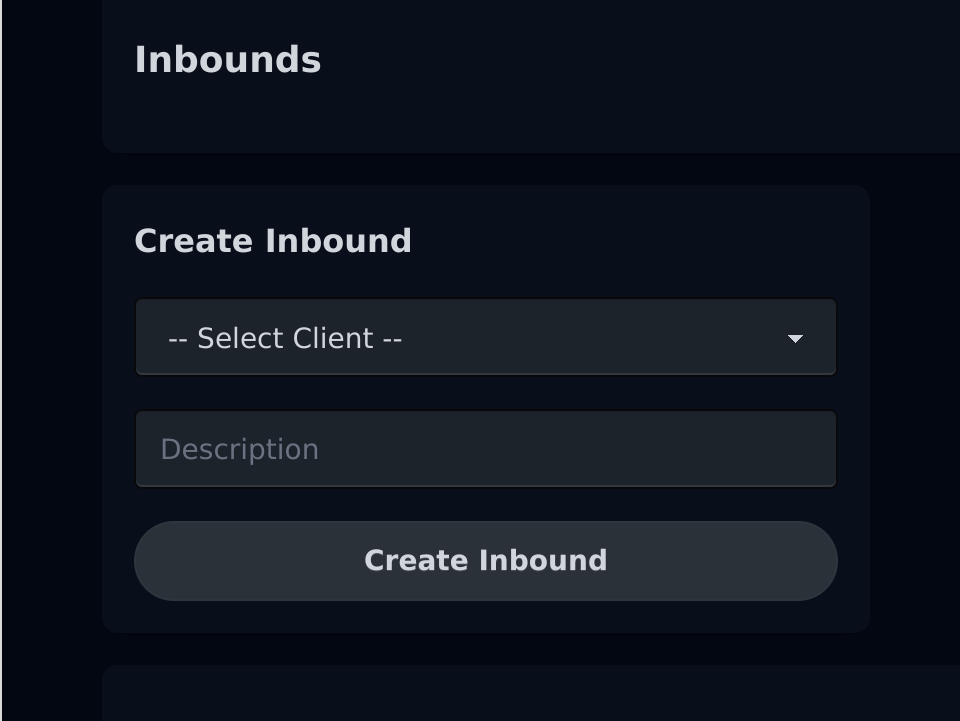 Inbounds
Create Inbound
-- Select Client --
Description
Create Inbound